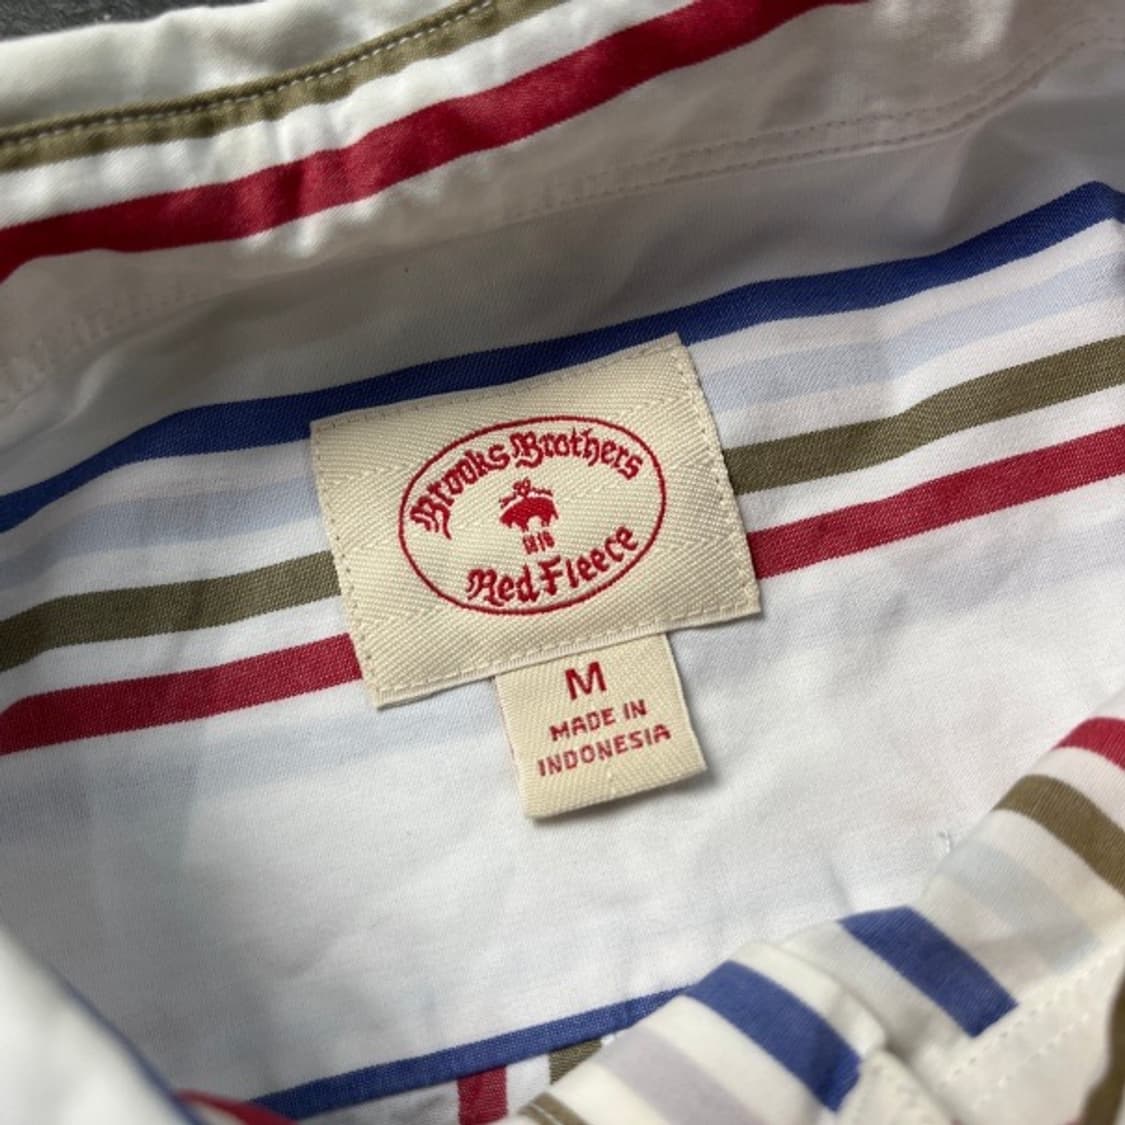 Brooks Brothers
1818
Red Fleece
M
MADE IN
INDONESIA